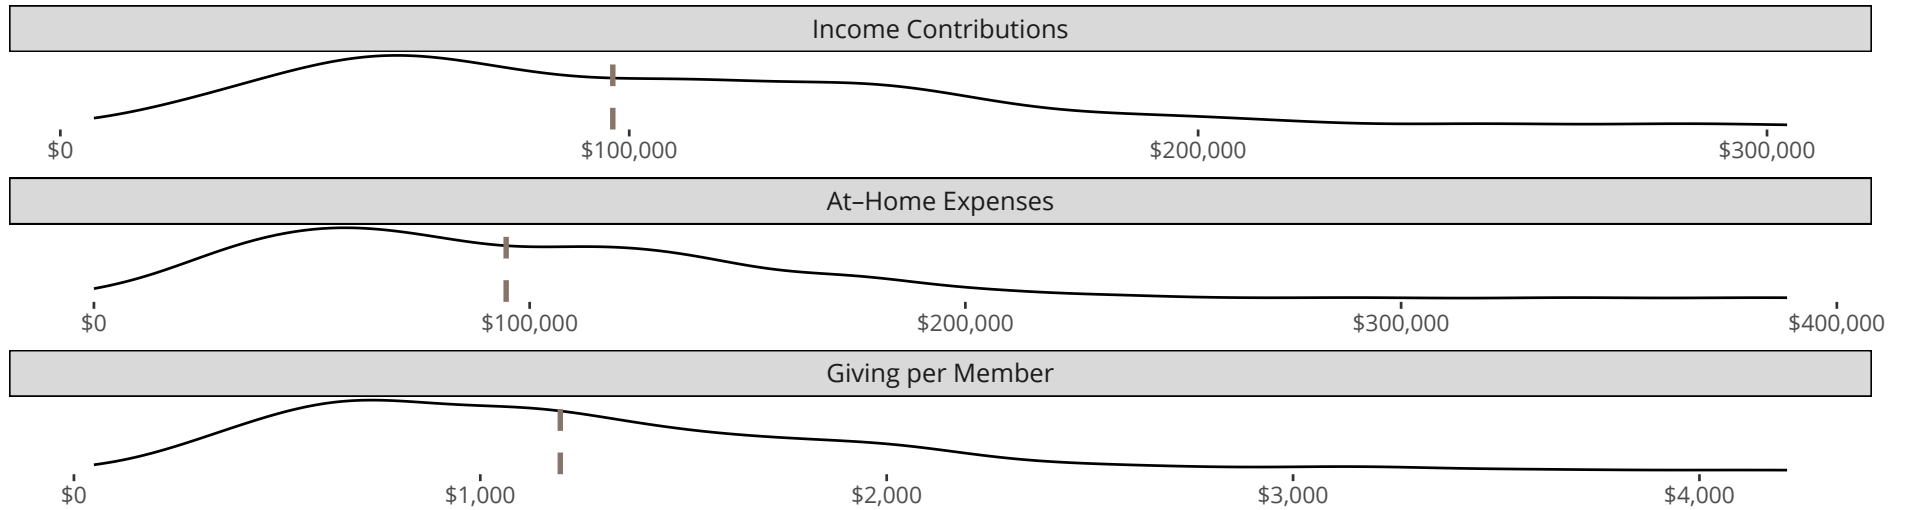 Income Contributions
$0 $100,000 $200,000 $300,000
At–Home Expenses
$0 $100,000 $200,000 $300,000 $400,000
Giving per Member
$0 $1,000 $2,000 $3,000 $4,000